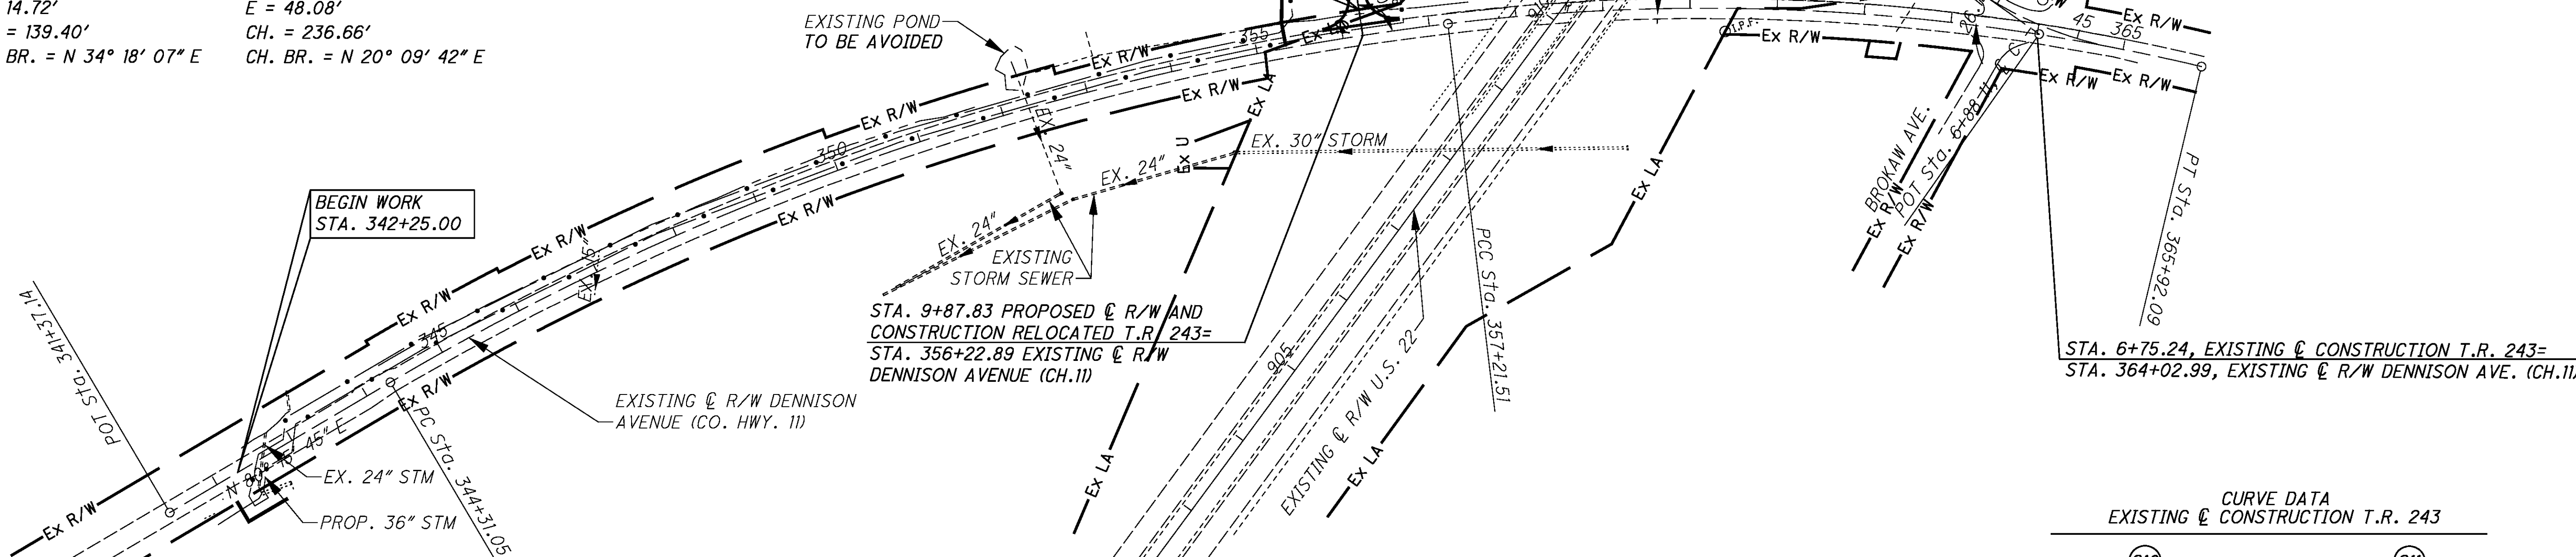 14.72'
= 139.40'
BR. = N 34° 18' 07" E
E = 48.08'
CH. = 236.66'
CH. BR. = N 20° 09' 42" E
EXISTING POND
TO BE AVOIDED
355
Ex R/W
Ex R/W
Ex LA
Ex R/W
Ex R/W
Ex R/W
45
365
Ex R/W
Ex R/W
Ex R/W
350
EX. 24"
EX. 24"
Ex U
EX. 30" STORM
Ex LA
BROKAW AVE.
Ex R/W
Ex R/W
PT Sta. 365+92.09
BEGIN WORK
STA. 342+25.00
Ex R/W
Ex R/W
EX. 15"
EX. 24"
EXISTING
STORM SEWER
PCC Sta. 357+21.51
POT Sta. 341+37.14
Ex R/W
345
STA. 9+87.83 PROPOSED ℄ R/W AND
CONSTRUCTION RELOCATED T.R. 243=
STA. 356+22.89 EXISTING ℄ R/W
DENNISON AVENUE (CH.11)
905
EXISTING ℄ R/W U.S. 22
STA. 6+75.24, EXISTING ℄ CONSTRUCTION T.R. 243=
STA. 364+02.99, EXISTING ℄ R/W DENNISON AVE. (CH.11)
Ex R/W
EXISTING ℄ R/W DENNISON
AVENUE (CO. HWY. 11)
PC Sta. 344+31.05
Ex LA
Ex LA
EX. 24" STM
PROP. 36" STM
Ex R/W
CURVE DATA
EXISTING ℄ CONSTRUCTION T.R. 243